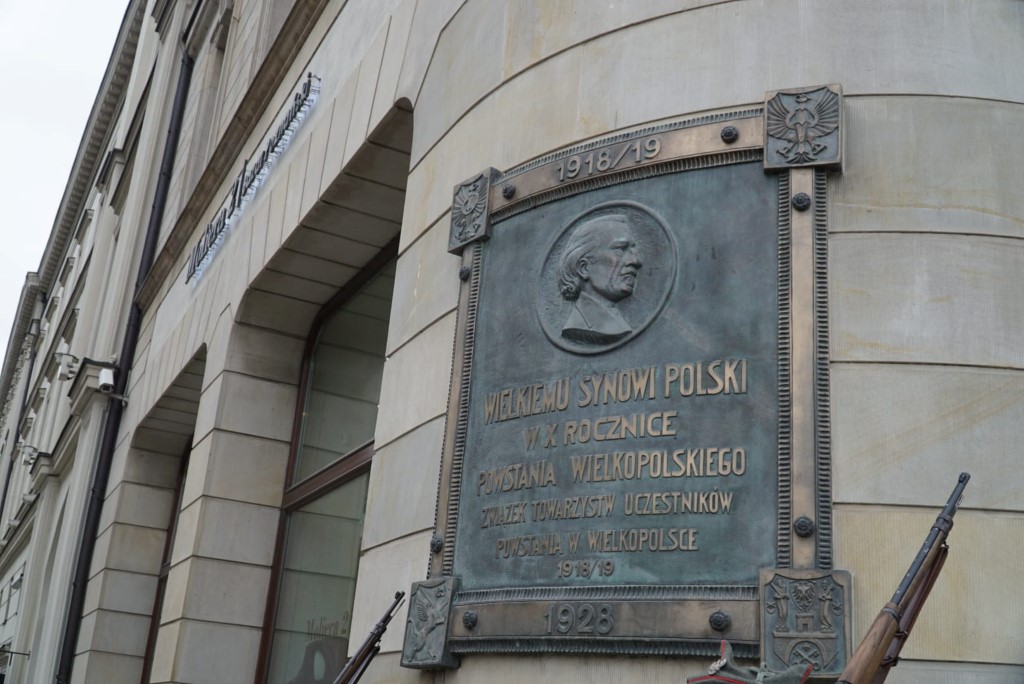 1918/19
WIELKIEMU SYNOWI POLSKI
W X ROCZNICĘ
POWSTANIA WIELKOPOLSKIEGO
ZWIĄZEK TOWARZYSTW UCZESTNIKÓW
POWSTANIA W WIELKOPOLSCE
1918/19
1928